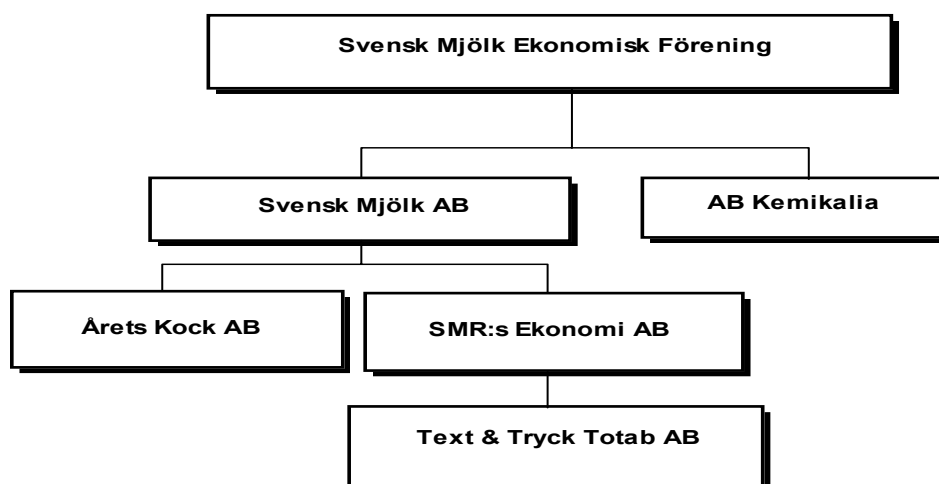 Svensk Mjölk Ekonomisk Förening
Svensk Mjölk AB
AB Kemikalia
Årets Kock AB
SMR:s Ekonomi AB
Text & Tryck Totab AB